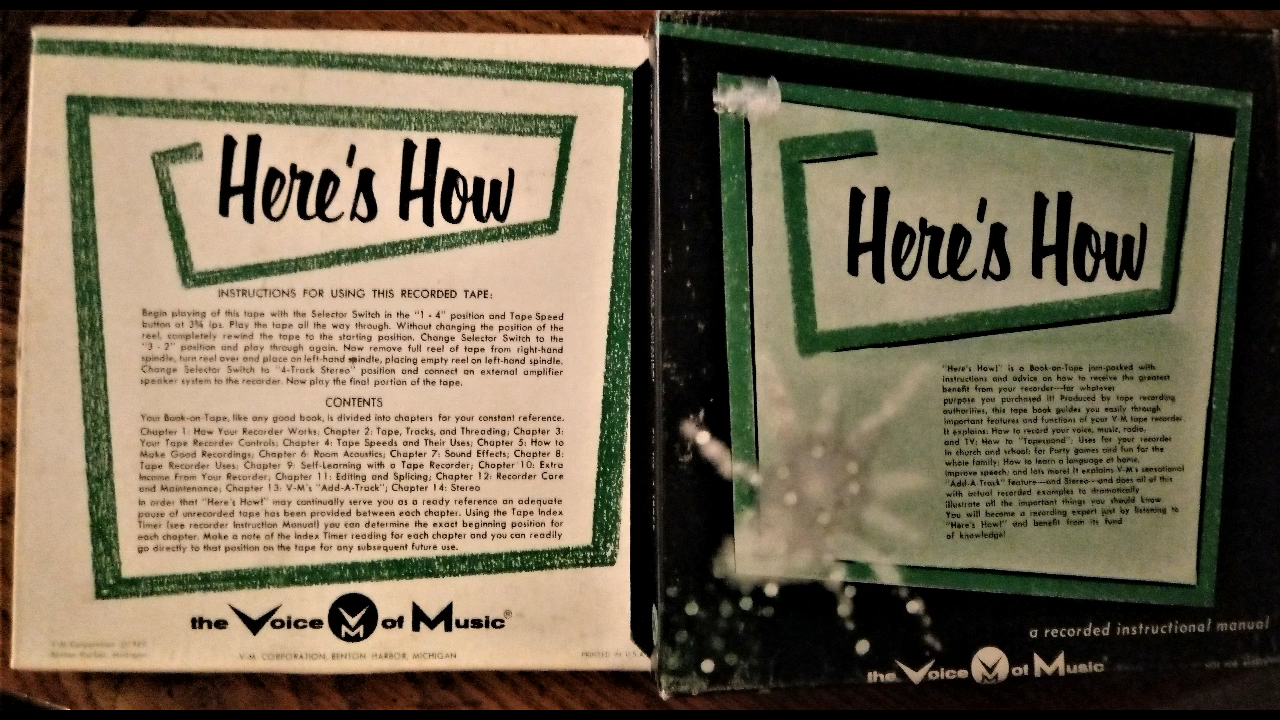 Here's How
INSTRUCTIONS FOR USING THIS RECORDED TAPE:
Begin playing of this tape with the Selector Switch in the "1 - 4" position and Tape Speed
button at 3¾ ips. Play the tape all the way through. Without changing the position of the
reel, completely rewind the tape to the starting position. Change Selector Switch to the
"3 - 2" position and play through again. Now remove full reel of tape from right-hand
spindle, turn reel over and place on left-hand spindle, placing empty reel on left-hand spindle.
Change Selector Switch to "4-Track Stereo" position and connect an external amplifier
speaker system to the recorder. Now play the final portion of the tape.
CONTENTS
Your Book-on-Tape, like any good book, is divided into chapters for your constant reference.
Chapter 1: How Your Recorder Works; Chapter 2: Tape, Tracks, and Threading; Chapter 3:
Your Tape Recorder Controls; Chapter 4: Tape Speeds and Their Uses; Chapter 5: How to
Make Good Recordings; Chapter 6: Room Acoustics; Chapter 7: Sound Effects; Chapter 8:
Tape Recorder Uses; Chapter 9: Self-Learning with a Tape Recorder; Chapter 10: Extra
Income From Your Recorder; Chapter 11: Editing and Splicing; Chapter 12: Recorder Care
and Maintenance; Chapter 13: V-M's "Add-A-Track"; Chapter 14: Stereo
In order that "Here's How!" may continually serve you as a ready reference an adequate
pause of unrecorded tape has been provided between each chapter. Using the Tape Index
Timer (see recorder Instruction Manual) you can determine the exact beginning position for
each chapter. Make a note of the Index Timer reading for each chapter and you can readily
go directly to that position on the tape for any subsequent future use.
the Voice VM of Music®
V-M CORPORATION, BENTON HARBOR, MICHIGAN
PRINTED IN U.S.A.
Here's How
"Here's How!" is a Book-on-Tape jam-packed with
instructions and advice on how to receive the greatest
benefit from your recorder—for whatever
purpose you purchased it! Produced by tape recording
authorities, this tape book guides you easily through
important features and functions of your V-M tape recorder.
It explains: How to record your voice, music, radio,
and TV; How to "Tapespond"; Uses for your recorder
in church and school; for Party games and fun for the
whole family; How to learn a language at home,
improve speech; and lots more! It explains V-M's sensational
"Add-A-Track" feature—and Stereo—and does all of this
with actual recorded examples to dramatically
illustrate all the important things you should know
You will become a recording expert just by listening to
"Here's How!" and benefit from its fund
of knowledge!
a recorded instructional manual
the Voice VM of Music®